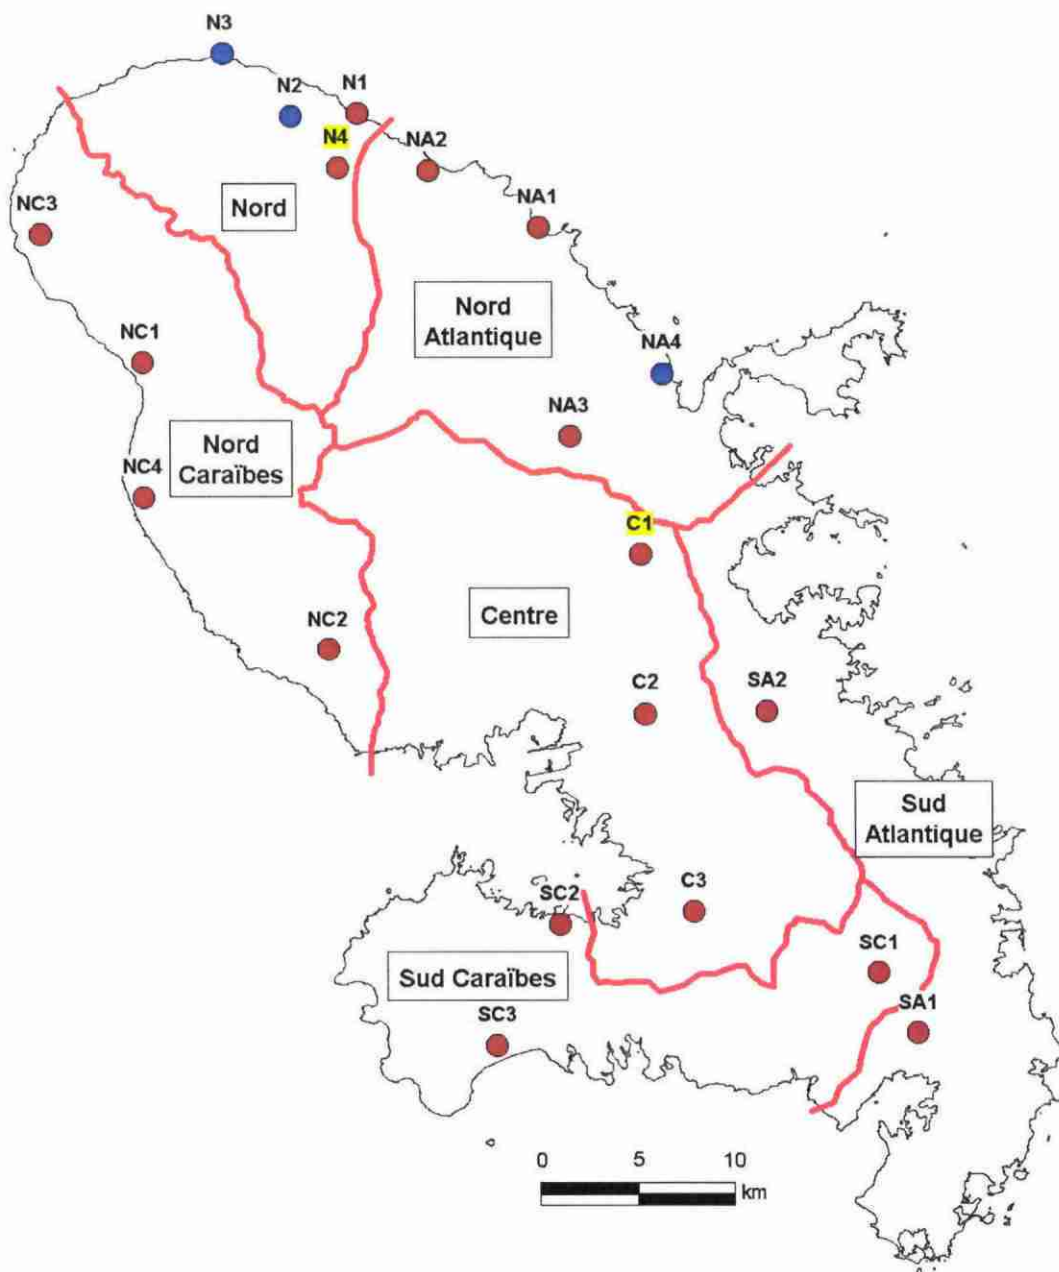 N3
N2
N1
N4
NA2
Nord
NC3
NA1
Nord
Atlantique
NC1
NA4
NA3
Nord
Caraïbes
NC4
C1
Centre
NC2
C2
SA2
Sud
Atlantique
C3
SC2
SC1
Sud Caraïbes
SA1
SC3
0 5 10
km